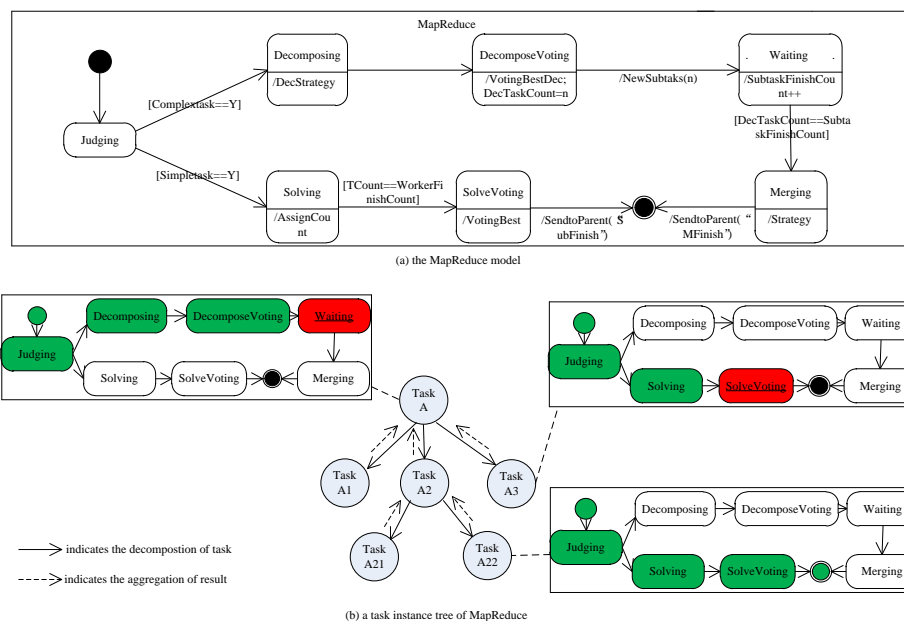 MapReduce
Decomposing
/DecStrategy
DecomposeVoting
/VotingBestDec;
DecTaskCount=n
/NewSubtaks(n)
. Waiting .
/SubtaskFinishCou
nt++
[Complextask==Y]
Judging
[DecTaskCount==Subta
skFinishCount]
[Simpletask==Y]
Solving
/AssignCou
nt
[TCount==WorkerFi
nishCount]
SolveVoting
/VotingBest
/SendtoParent(“S
ubFinish”)
/SendtoParent(“
MFinish”)
Merging
/Strategy
(a) the MapReduce model
Decomposing
DecomposeVoting
Waiting
Judging
Solving
SolveVoting
Merging
Decomposing
DecomposeVoting
Waiting
Judging
Solving
SolveVoting
Merging
Task
A
Task
A1
Task
A2
Task
A3
Task
A21
Task
A22
Decomposing
DecomposeVoting
Waiting
Judging
Solving
SolveVoting
Merging
indicates the decompostion of task
indicates the aggregation of result
(b) a task instance tree of MapReduce